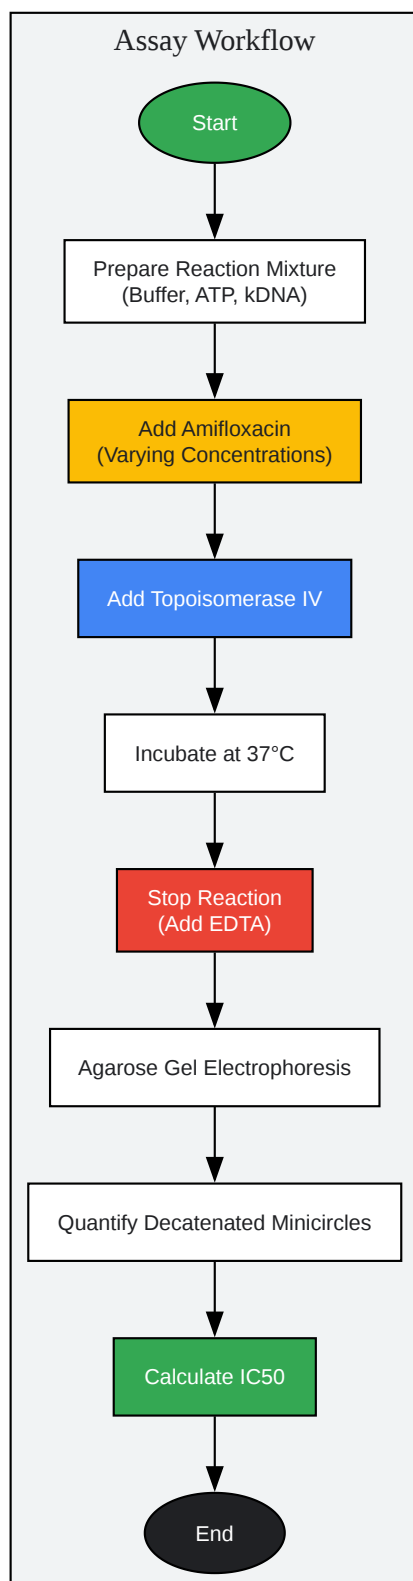 Assay Workflow
Start
Prepare Reaction Mixture
(Buffer, ATP, kDNA)
Add Amifloxacin
(Varying Concentrations)
Add Topoisomerase IV
Incubate at 37°C
Stop Reaction
(Add EDTA)
Agarose Gel Electrophoresis
Quantify Decatenated Minicircles
Calculate IC50
End